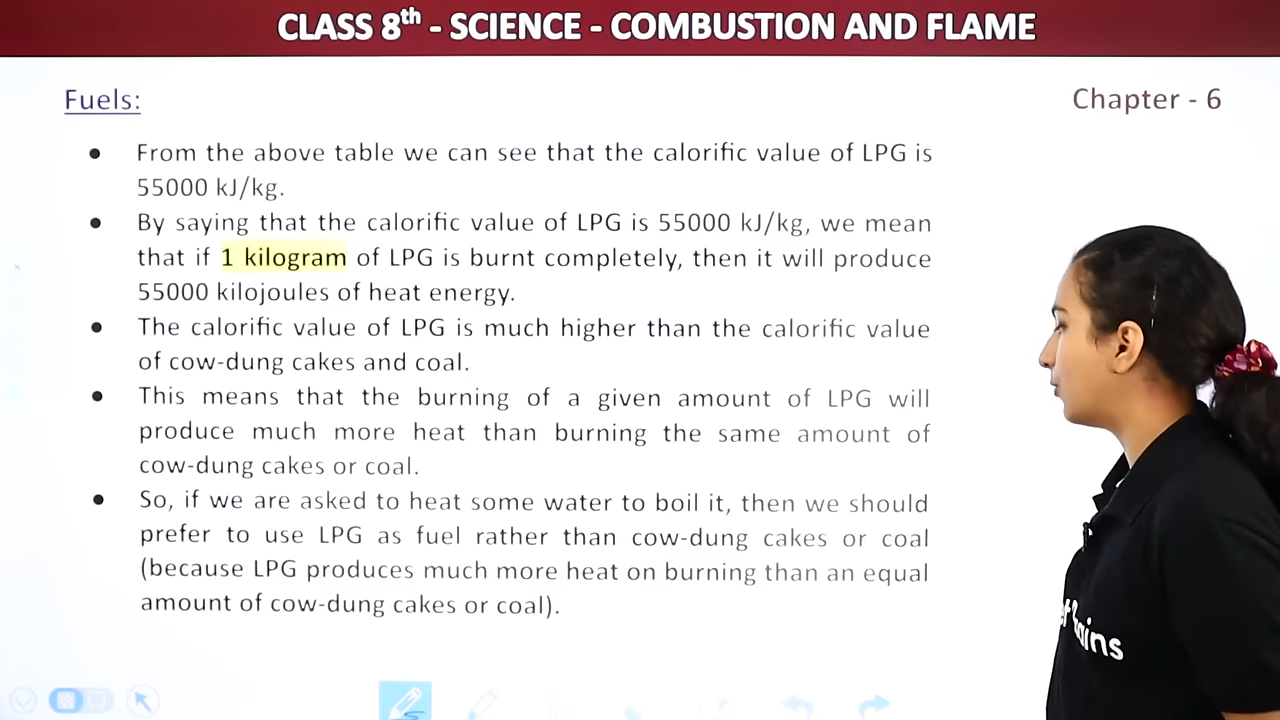 CLASS 8th - SCIENCE - COMBUSTION AND FLAME
Fuels:
Chapter - 6
● From the above table we can see that the calorific value of LPG is
55000 kJ/kg.
● By saying that the calorific value of LPG is 55000 kJ/kg, we mean
that if 1 kilogram of LPG is burnt completely, then it will produce
55000 kilojoules of heat energy.
● The calorific value of LPG is much higher than the calorific value
of cow-dung cakes and coal.
● This means that the burning of a given amount of LPG will
produce much more heat than burning the same amount of
cow-dung cakes or coal.
● So, if we are asked to heat some water to boil it, then we should
prefer to use LPG as fuel rather than cow-dung cakes or coal
(because LPG produces much more heat on burning than an equal
amount of cow-dung cakes or coal).